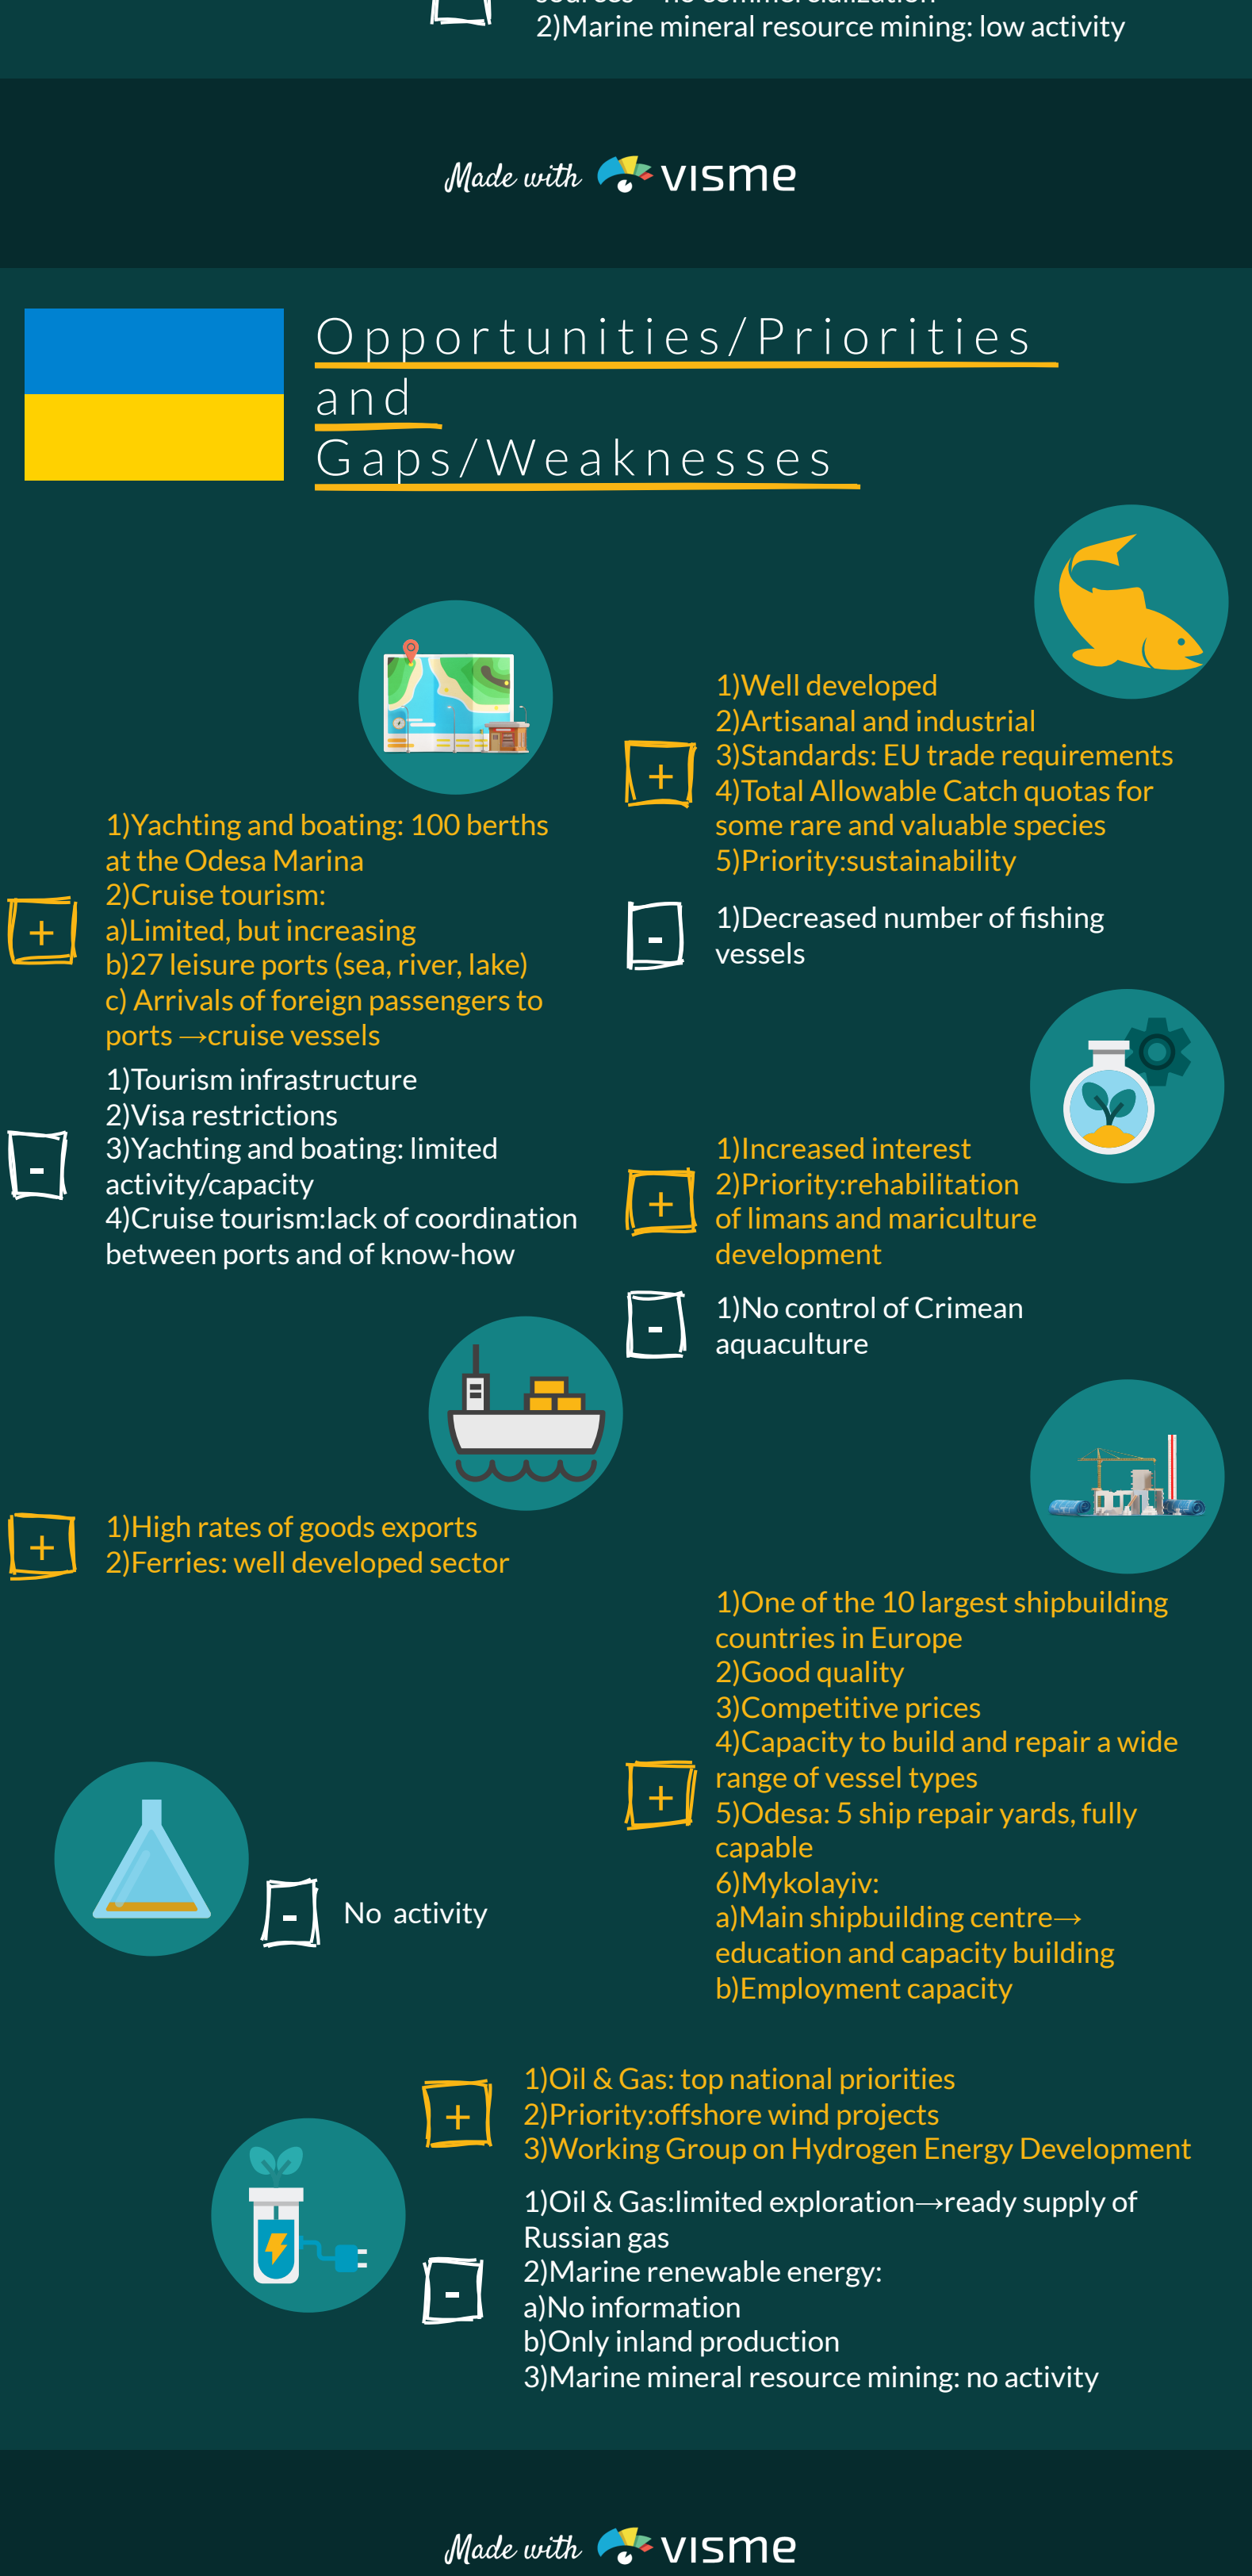 2)Marine mineral resource mining: low activity
Made with visme
Opportunities/Priorities
and
Gaps/Weaknesses
1)Yachting and boating: 100 berths
at the Odesa Marina
2)Cruise tourism:
a)Limited, but increasing
b)27 leisure ports (sea, river, lake)
c) Arrivals of foreign passengers to
ports →cruise vessels
+
1)Tourism infrastructure
2)Visa restrictions
3)Yachting and boating: limited
activity/capacity
4)Cruise tourism:lack of coordination
between ports and of know-how
-
1)Well developed
2)Artisanal and industrial
3)Standards: EU trade requirements
4)Total Allowable Catch quotas for
some rare and valuable species
5)Priority:sustainability
+
1)Decreased number of fishing
vessels
-
1)Increased interest
2)Priority:rehabilitation
of limans and mariculture
development
+
1)No control of Crimean
aquaculture
-
1)High rates of goods exports
2)Ferries: well developed sector
+
1)One of the 10 largest shipbuilding
countries in Europe
2)Good quality
3)Competitive prices
4)Capacity to build and repair a wide
range of vessel types
5)Odesa: 5 ship repair yards, fully
capable
6)Mykolayiv:
a)Main shipbuilding centre→
education and capacity building
b)Employment capacity
+
-
No activity
+
1)Oil & Gas: top national priorities
2)Priority:offshore wind projects
3)Working Group on Hydrogen Energy Development
-
1)Oil & Gas:limited exploration→ready supply of
Russian gas
2)Marine renewable energy:
a)No information
b)Only inland production
3)Marine mineral resource mining: no activity
Made with visme